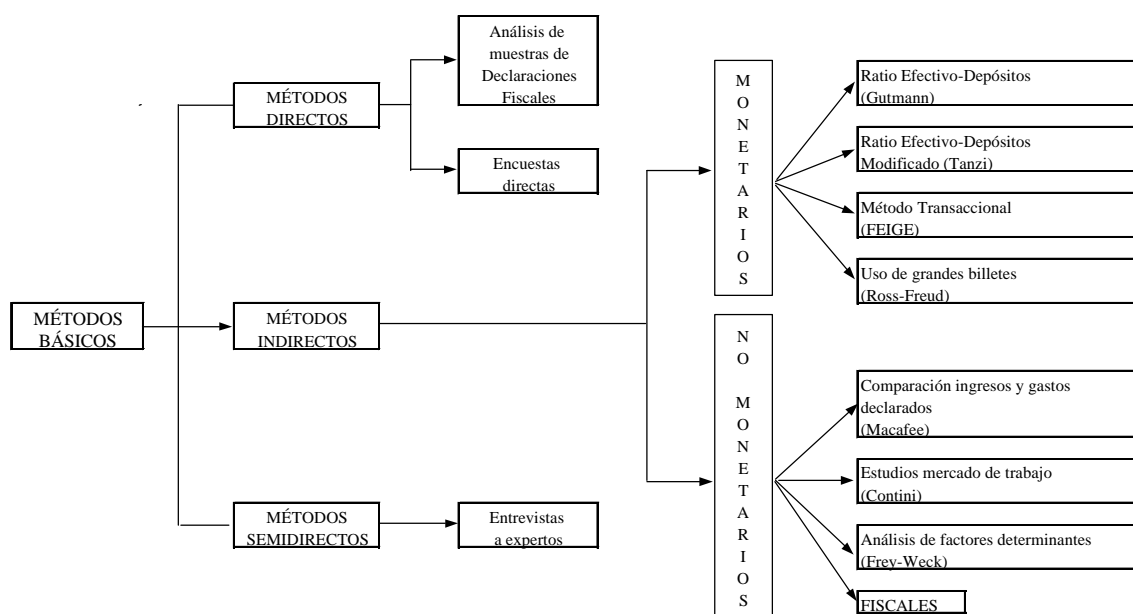 MÉTODOS
BÁSICOS
MÉTODOS
DIRECTOS
Análisis de
muestras de
Declaraciones
Fiscales
Encuestas
directas
MÉTODOS
INDIRECTOS
M
O
N
E
T
A
R
I
O
S
Ratio Efectivo-Depósitos
(Gutmann)
Ratio Efectivo-Depósitos
Modificado (Tanzi)
Método Transaccional
(FEIGE)
Uso de grandes billetes
(Ross-Freud)
N
O
M
O
N
E
T
A
R
I
O
S
Comparación ingresos y gastos
declarados
(Macafee)
Estudios mercado de trabajo
(Contini)
Análisis de factores determinantes
(Frey-Weck)
FISCALES
MÉTODOS
SEMIDIRECTOS
Entrevistas
a expertos